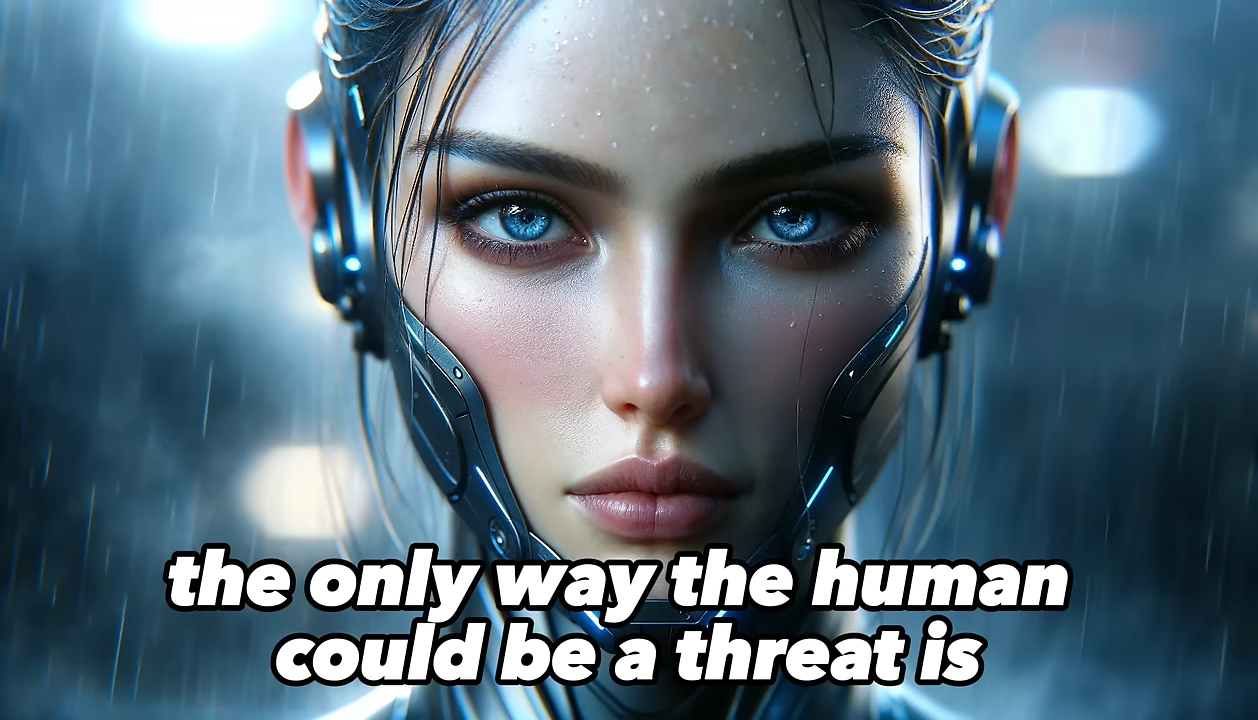 the only way the human
could be a threat is